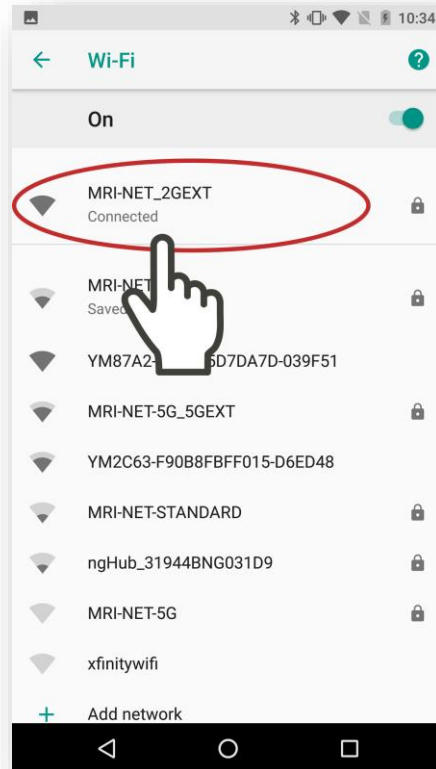 10:34
Wi-Fi
?
On
MRI-NET_2GEXT
Connected
MRI-NET
Saved
YM87A2- 5D7DA7D-039F51
MRI-NET-5G_5GEXT
YM2C63-F90B8FBFF015-D6ED48
MRI-NET-STANDARD
ngHub_31944BNG031D9
MRI-NET-5G
xfinitywifi
+ Add network